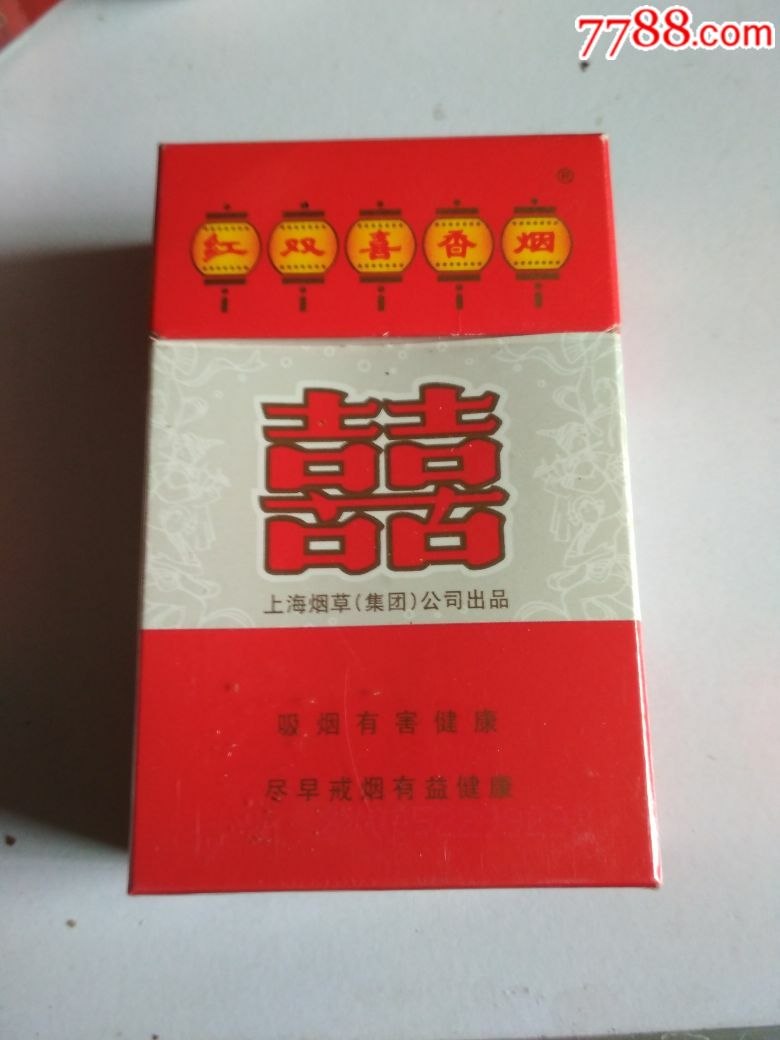 7788.com
®
红双喜香烟
囍
上海烟草(集团)公司出品
吸烟有害健康
尽早戒烟有益健康